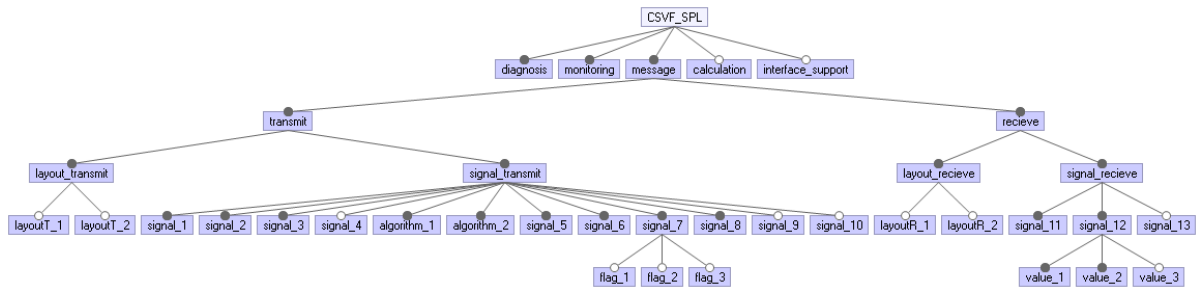 CSVF_SPL
diagnosis monitoring message calculation interface_support
transmit recieve
layout_transmit signal_transmit layout_recieve signal_recieve
layoutT_1 layoutT_2 signal_1 signal_2 signal_3 signal_4 algorithm_1 algorithm_2 signal_5 signal_6 signal_7 signal_8 signal_9 signal_10 layoutR_1 layoutR_2 signal_11 signal_12 signal_13
flag_1 flag_2 flag_3 value_1 value_2 value_3